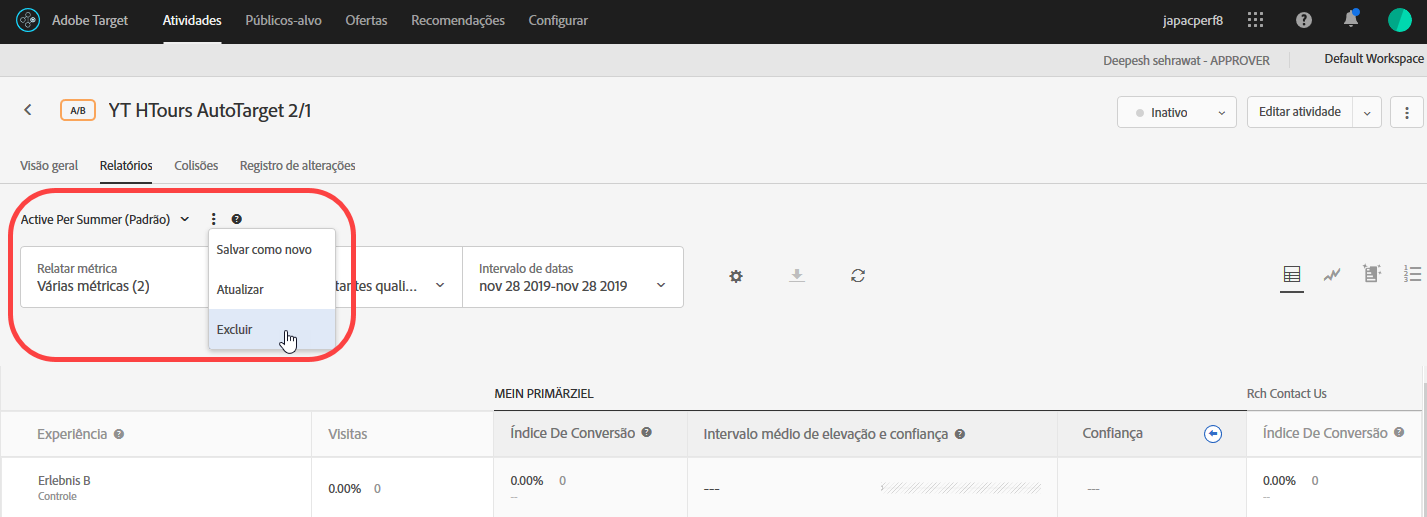 Adobe Target Atividades Públicos-alvo Ofertas Recomendações Configurar japacperf8
Deepesh sehrawat - APPROVER Default Workspace
A/B YT HTours AutoTarget 2/1 Inativo Editar atividade
Visão geral Relatórios Colisões Registro de alterações
Active Per Summer (Padrão)
Salvar como novo
Atualizar
Excluir
Relatar métrica
Várias métricas (2)
quali...
Intervalo de datas
nov 28 2019-nov 28 2019
MEIN PRIMÄRZIEL Rch Contact Us
Experiência Visitas Índice De Conversão Intervalo médio de elevação e confiança Confiança Índice De Conversão
Erlebnis B
Controle
0.00% 0
0.00% 0
--
---
---
0.00% 0
--